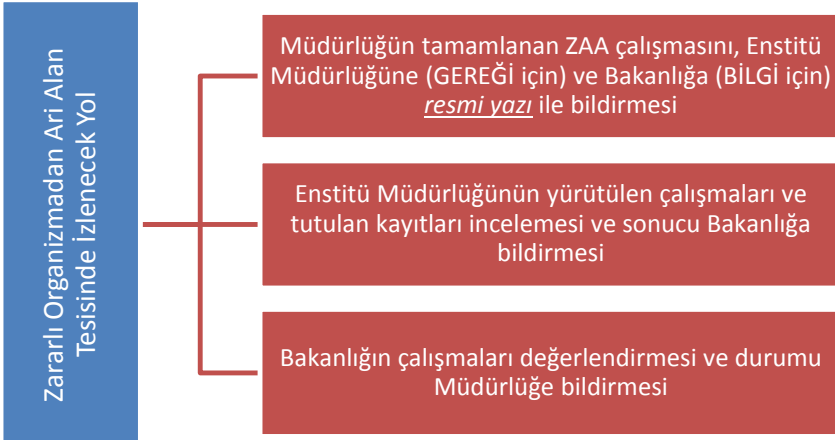 Zararlı Organizmadan Ari Alan
Tesisinde İzlenecek Yol
Müdürlüğün tamamlanan ZAA çalışmasını, Enstitü
Müdürlüğüne (GEREĞİ için) ve Bakanlığa (BİLGİ için)
resmi yazı ile bildirmesi
Enstitü Müdürlüğünün yürütülen çalışmaları ve
tutulan kayıtları incelemesi ve sonucu Bakanlığa
bildirmesi
Bakanlığın çalışmaları değerlendirmesi ve durumu
Müdürlüğe bildirmesi